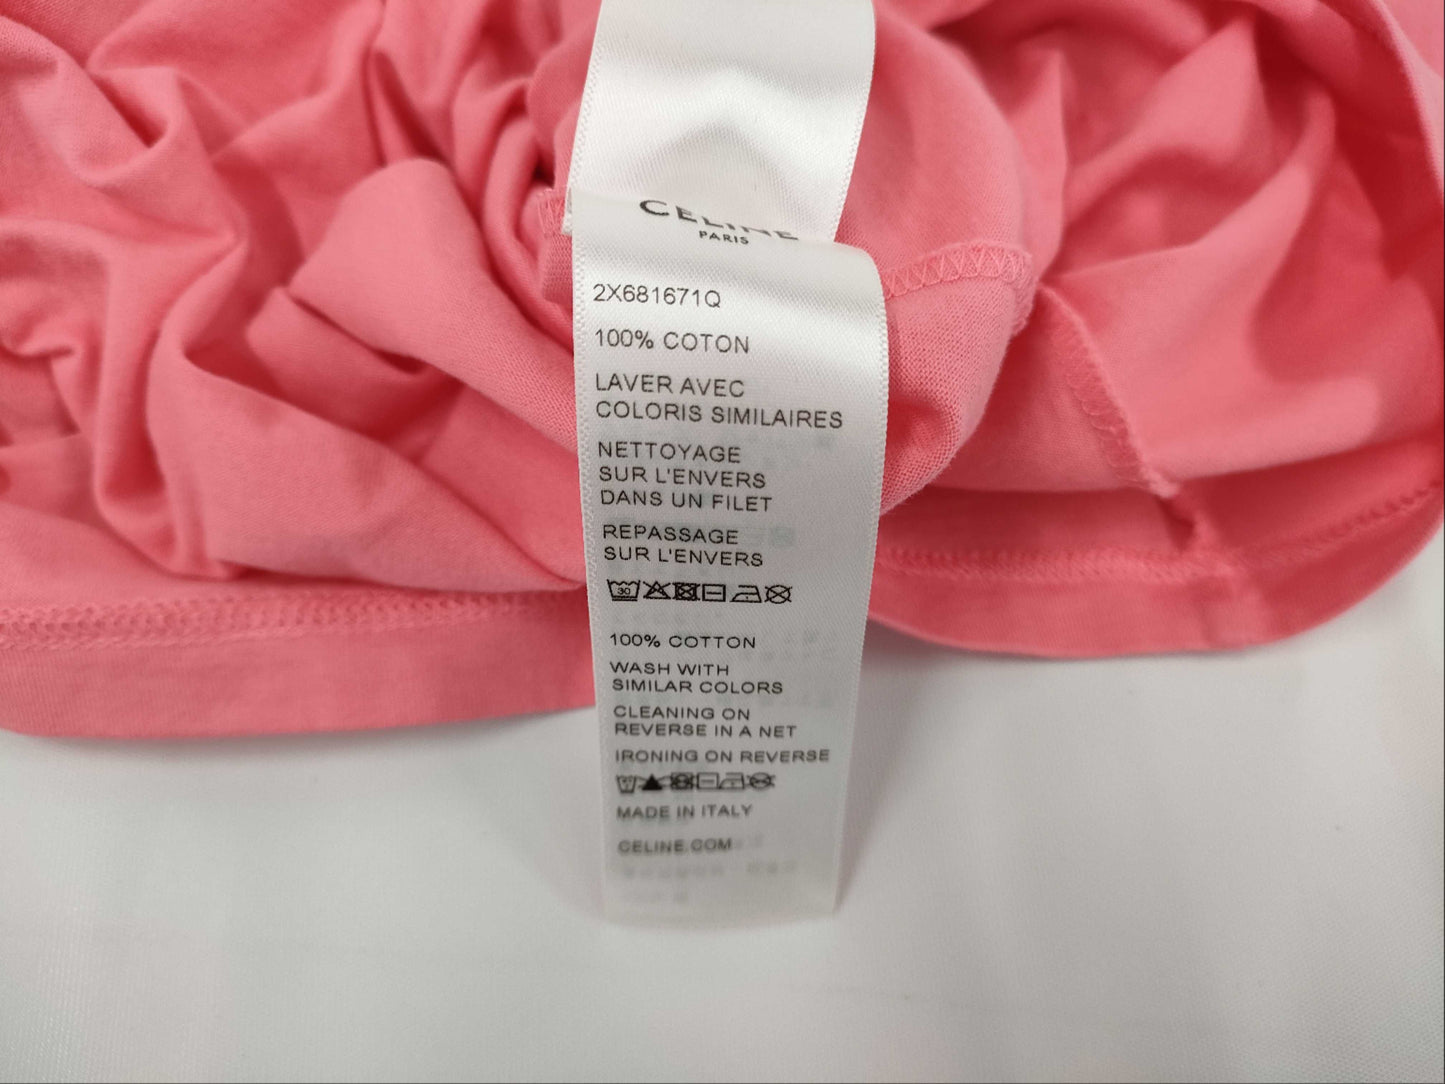 CELINE
PARIS
2X681671Q
100% COTON
LAVER AVEC
COLORIS SIMILAIRES
NETTOYAGE
SUR L'ENVERS
DANS UN FILET
REPASSAGE
SUR L'ENVERS
30
100% COTTON
WASH WITH
SIMILAR COLORS
CLEANING ON
REVERSE IN A NET
IRONING ON REVERSE
MADE IN ITALY
CELINE.COM